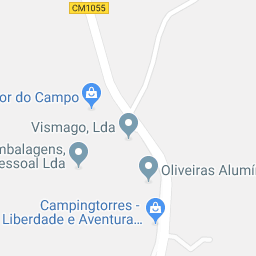 CM1055
or do Campo
Vismago, Lda
mbalagens,
essoal Lda
Oliveiras Alumí
Campingtorres -
Liberdade e Aventura...